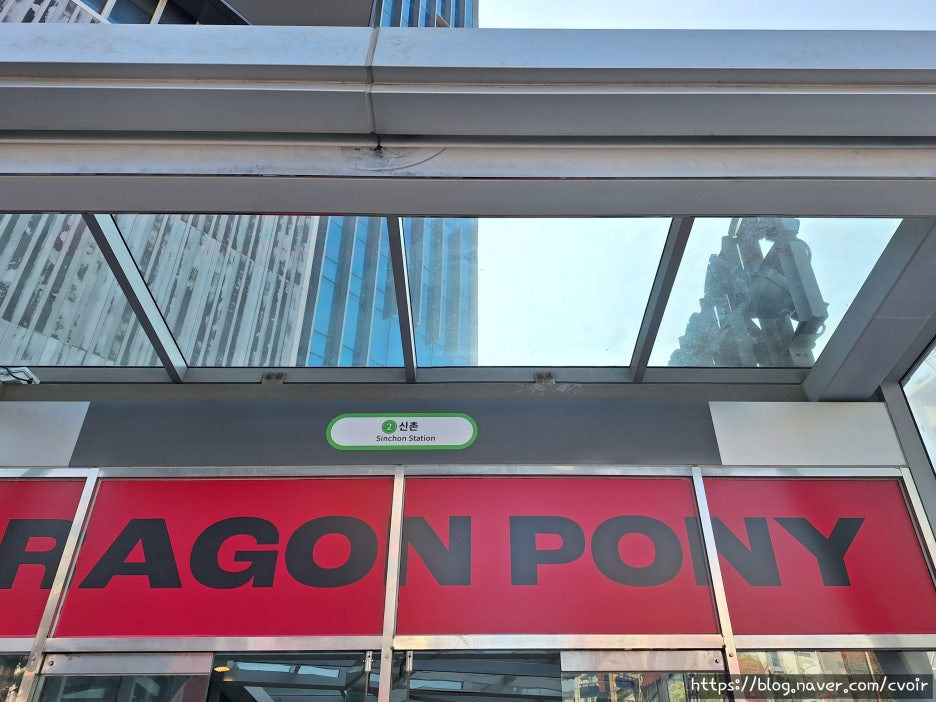 2 신촌
Sinchon Station
RAGON PONY
https://blog.naver.com/cvoir